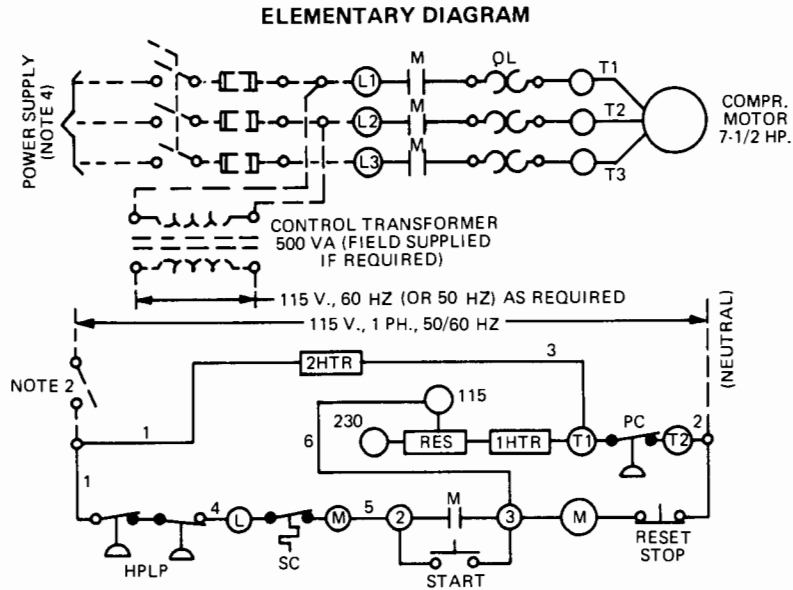 ELEMENTARY DIAGRAM
POWER SUPPLY
(NOTE 4)
L1
M
OL
T1
L2
M
T2
L3
M
T3
COMPR.
MOTOR
7-1/2 HP.
CONTROL TRANSFORMER
500 VA (FIELD SUPPLIED
IF REQUIRED)
115 V., 60 HZ (OR 50 HZ) AS REQUIRED
115 V., 1 PH., 50/60 HZ
(NEUTRAL)
NOTE 2
2HTR
3
115
230
1
6
RES
1HTR
T1
PC
T2
2
1
4
L
M
5
2
M
3
M
HPLP
SC
START
RESET
STOP